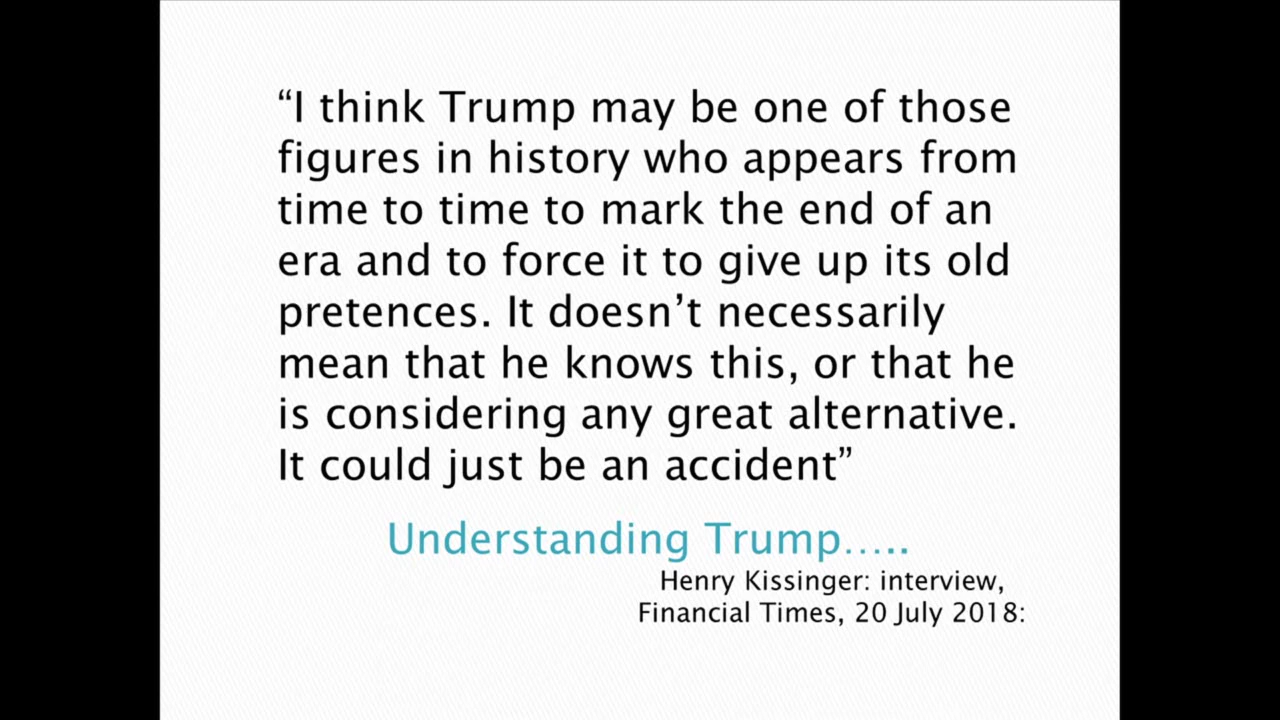 “I think Trump may be one of those
figures in history who appears from
time to time to mark the end of an
era and to force it to give up its old
pretences. It doesn’t necessarily
mean that he knows this, or that he
is considering any great alternative.
It could just be an accident”
Understanding Trump.....
Henry Kissinger: interview,
Financial Times, 20 July 2018: